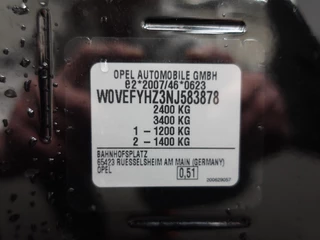 OPEL AUTOMOBILE GMBH
e2*2007/46*0623
W0VEFYHZ3NJ583878
2400 KG
3400 KG
1 - 1200 KG
2 - 1400 KG
BAHNHOFSPLATZ
65423 RUESSELSHEIM AM MAIN (GERMANY)
OPEL 0,51